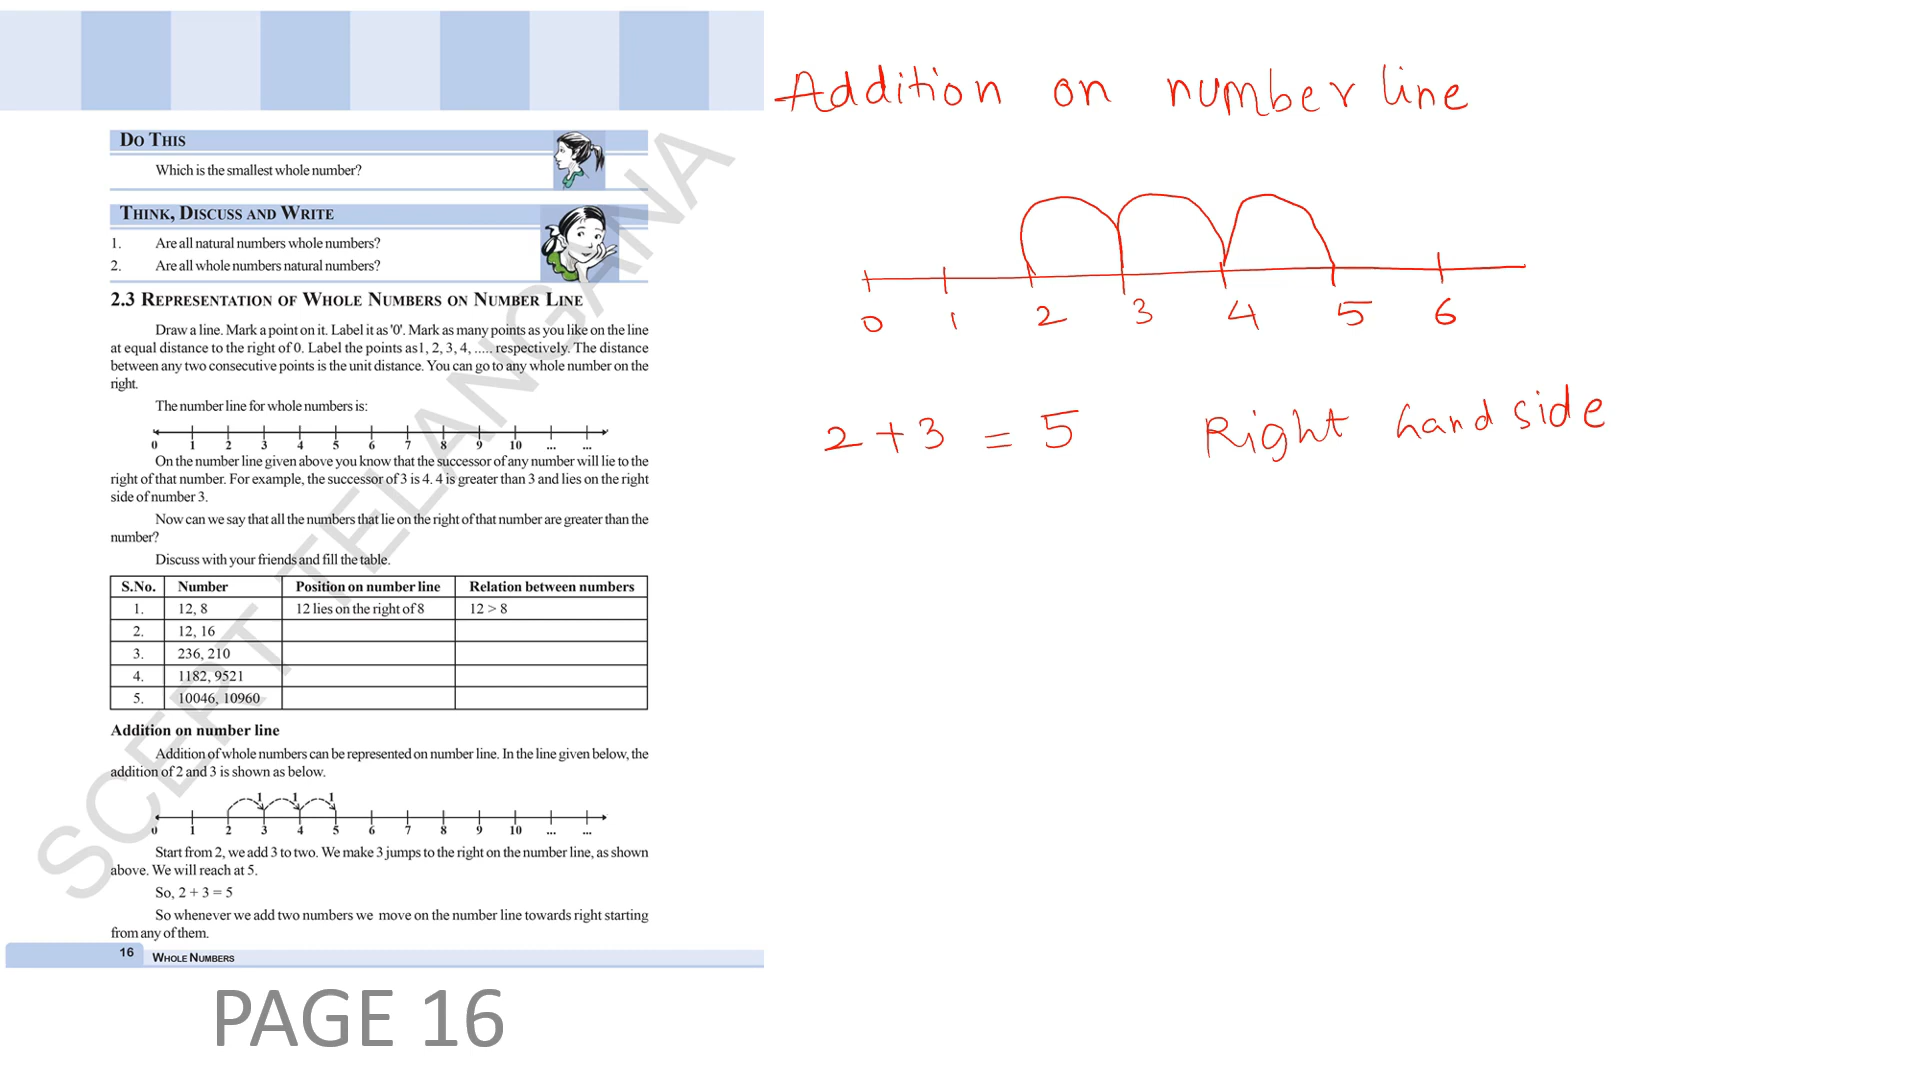 DO THIS
Which is the smallest whole number?
THINK, DISCUSS AND WRITE
1. Are all natural numbers whole numbers?
2. Are all whole numbers natural numbers?
2.3 REPRESENTATION OF WHOLE NUMBERS ON NUMBER LINE
Draw a line. Mark a point on it. Label it as '0'. Mark as many points as you like on the line
at equal distance to the right of 0. Label the points as1, 2, 3, 4, ..... respectively. The distance
between any two consecutive points is the unit distance. You can go to any whole number on the
right.
The number line for whole numbers is:
0 1 2 3 4 5 6 7 8 9 10 ... ...
On the number line given above you know that the successor of any number will lie to the
right of that number. For example, the successor of 3 is 4. 4 is greater than 3 and lies on the right
side of number 3.
Now can we say that all the numbers that lie on the right of that number are greater than the
number?
Discuss with your friends and fill the table.
S.No. Number Position on number line Relation between numbers
1. 12, 8 12 lies on the right of 8 12 > 8
2. 12, 16
3. 236, 210
4. 1182, 9521
5. 10046, 10960
Addition on number line
Addition of whole numbers can be represented on number line. In the line given below, the
addition of 2 and 3 is shown as below.
1 1 1
0 1 2 3 4 5 6 7 8 9 10 ... ...
Start from 2, we add 3 to two. We make 3 jumps to the right on the number line, as shown
above. We will reach at 5.
So, 2 + 3 = 5
So whenever we add two numbers we move on the number line towards right starting
from any of them.
16 WHOLE NUMBERS
SCERT TELANGANA
PAGE 16
Addition on number line
0 1 2 3 4 5 6
2 + 3 = 5 Right hand side